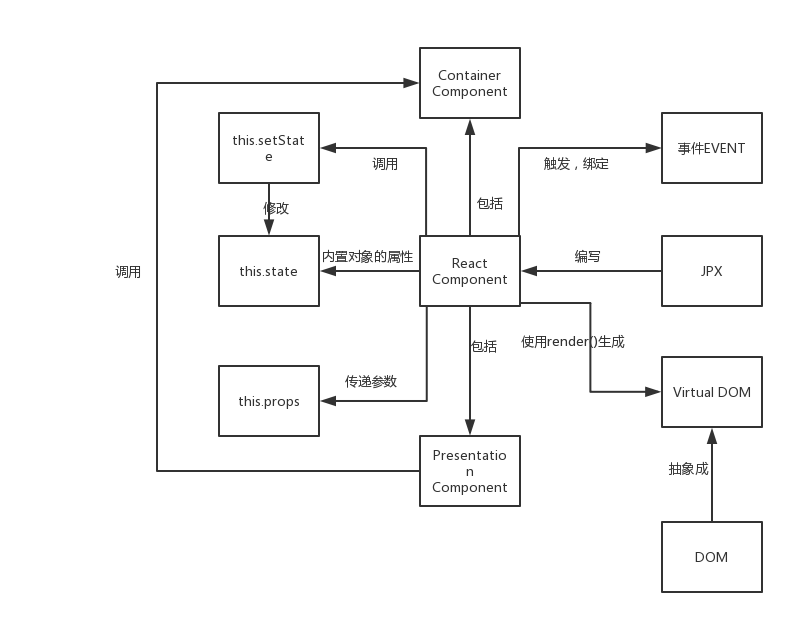 Container
Component
this.setStat
e
调用
触发，绑定
事件EVENT
修改
包括
内置对象的属性
React
Component
编写
JPX
this.state
调用
使用render()生成
包括
传递参数
this.props
Virtual DOM
Presentatio
n
Component
抽象成
DOM